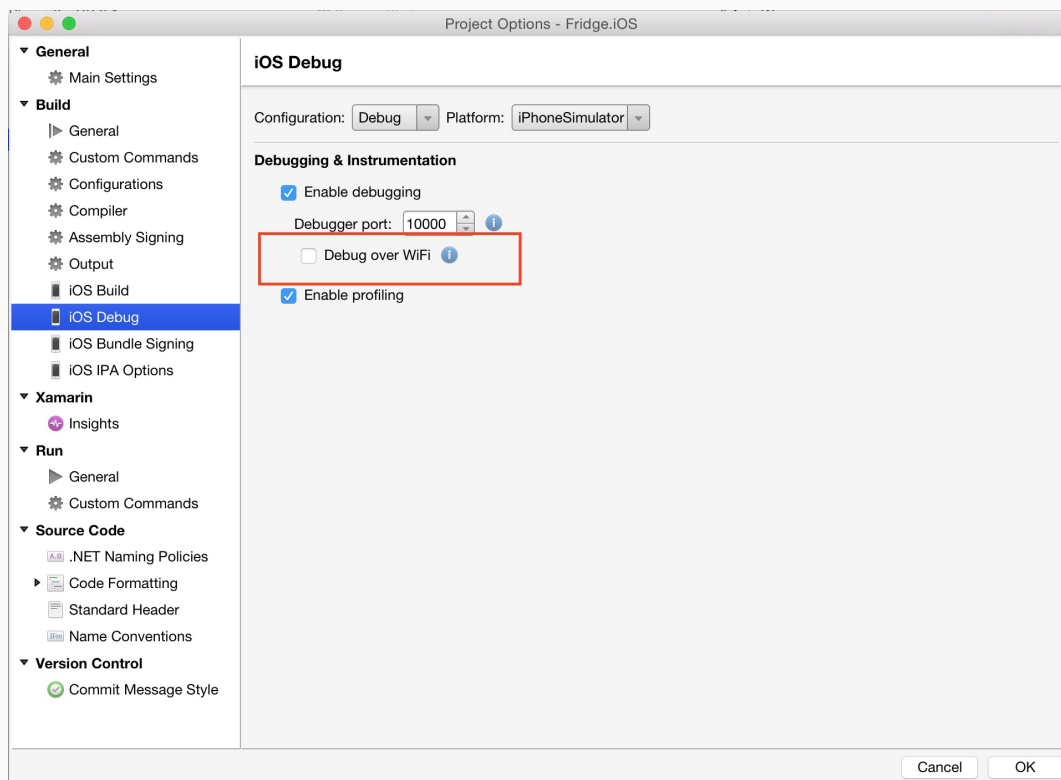 Project Options - Fridge.iOS
General
Main Settings
Build
General
Custom Commands
Configurations
Compiler
Assembly Signing
Output
iOS Build
iOS Debug
iOS Bundle Signing
iOS IPA Options
Xamarin
Insights
Run
General
Custom Commands
Source Code
A.B .NET Naming Policies
Code Formatting
Standard Header
Name Conventions
Version Control
Commit Message Style
iOS Debug
Configuration: Debug Platform: iPhoneSimulator
Debugging & Instrumentation
Enable debugging
Debugger port: 10000
Debug over WiFi
Enable profiling
Cancel OK